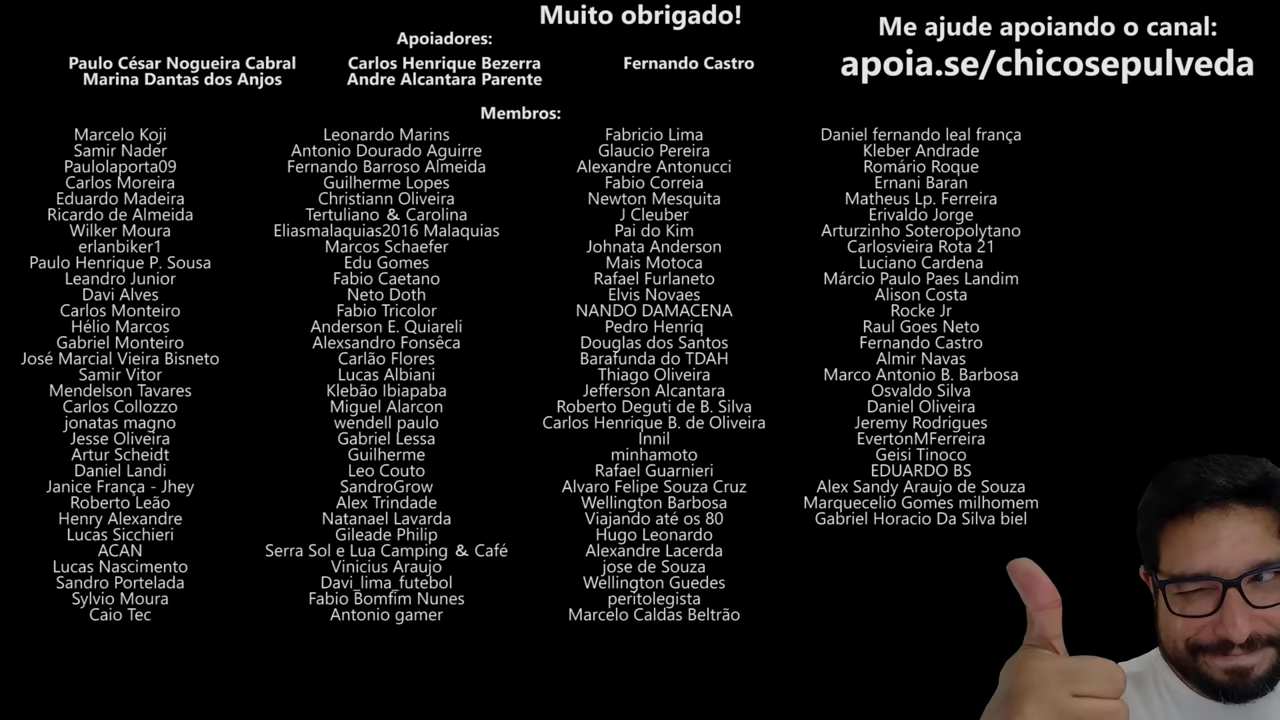 Muito obrigado!
Me ajude apoiando o canal:
apoia.se/chicosepulveda
Apoiadores:
Paulo César Nogueira Cabral
Marina Dantas dos Anjos
Carlos Henrique Bezerra
Andre Alcantara Parente
Fernando Castro
Membros:
Marcelo Koji
Samir Nader
Paulolaporta09
Carlos Moreira
Eduardo Madeira
Ricardo de Almeida
Wilker Moura
erlanbiker1
Paulo Henrique P. Sousa
Leandro Junior
Davi Alves
Carlos Monteiro
Hélio Marcos
Gabriel Monteiro
José Marcial Vieira Bisneto
Samir Vitor
Mendelson Tavares
Carlos Collozzo
jonatas magno
Jesse Oliveira
Artur Scheidt
Daniel Landi
Janice França - Jhey
Roberto Leão
Henry Alexandre
Lucas Sicchieri
ACAN
Lucas Nascimento
Sandro Portelada
Sylvio Moura
Caio Tec
Leonardo Marins
Antonio Dourado Aguirre
Fernando Barroso Almeida
Guilherme Lopes
Christiann Oliveira
Tertuliano & Carolina
Eliasmalaquias2016 Malaquias
Marcos Schaefer
Edu Gomes
Fabio Caetano
Neto Doth
Fabio Tricolor
Anderson E. Quiareli
Alexsandro Fonsêca
Carlão Flores
Lucas Albiani
Klebão Ibiapaba
Miguel Alarcon
wendell paulo
Gabriel Lessa
Guilherme
Leo Couto
SandroGrow
Alex Trindade
Natanael Lavarda
Gileade Philip
Serra Sol e Lua Camping & Café
Vinicius Araujo
Davi_lima_futebol
Fabio Bomfim Nunes
Antonio gamer
Fabricio Lima
Glaucio Pereira
Alexandre Antonucci
Fabio Correia
Newton Mesquita
J Cleuber
Pai do Kim
Johnata Anderson
Mais Motoca
Rafael Furlaneto
Elvis Novaes
NANDO DAMACENA
Pedro Henriq
Douglas dos Santos
Barafunda do TDAH
Thiago Oliveira
Jefferson Alcantara
Roberto Deguti de B. Silva
Carlos Henrique B. de Oliveira
Innil
minhamoto
Rafael Guarnieri
Alvaro Felipe Souza Cruz
Wellington Barbosa
Viajando até os 80
Hugo Leonardo
Alexandre Lacerda
jose de Souza
Wellington Guedes
peritolegista
Marcelo Caldas Beltrão
Daniel fernando leal frança
Kleber Andrade
Romário Roque
Ernani Baran
Matheus Lp. Ferreira
Erivaldo Jorge
Arturzinho Soteropolytano
Carlosvieira Rota 21
Luciano Cardena
Márcio Paulo Paes Landim
Alison Costa
Rocke Jr
Raul Goes Neto
Fernando Castro
Almir Navas
Marco Antonio B. Barbosa
Osvaldo Silva
Daniel Oliveira
Jeremy Rodrigues
EvertonMFerreira
Geisi Tinoco
EDUARDO BS
Alex Sandy Araujo de Souza
Marquecelio Gomes milhomem
Gabriel Horacio Da Silva biel